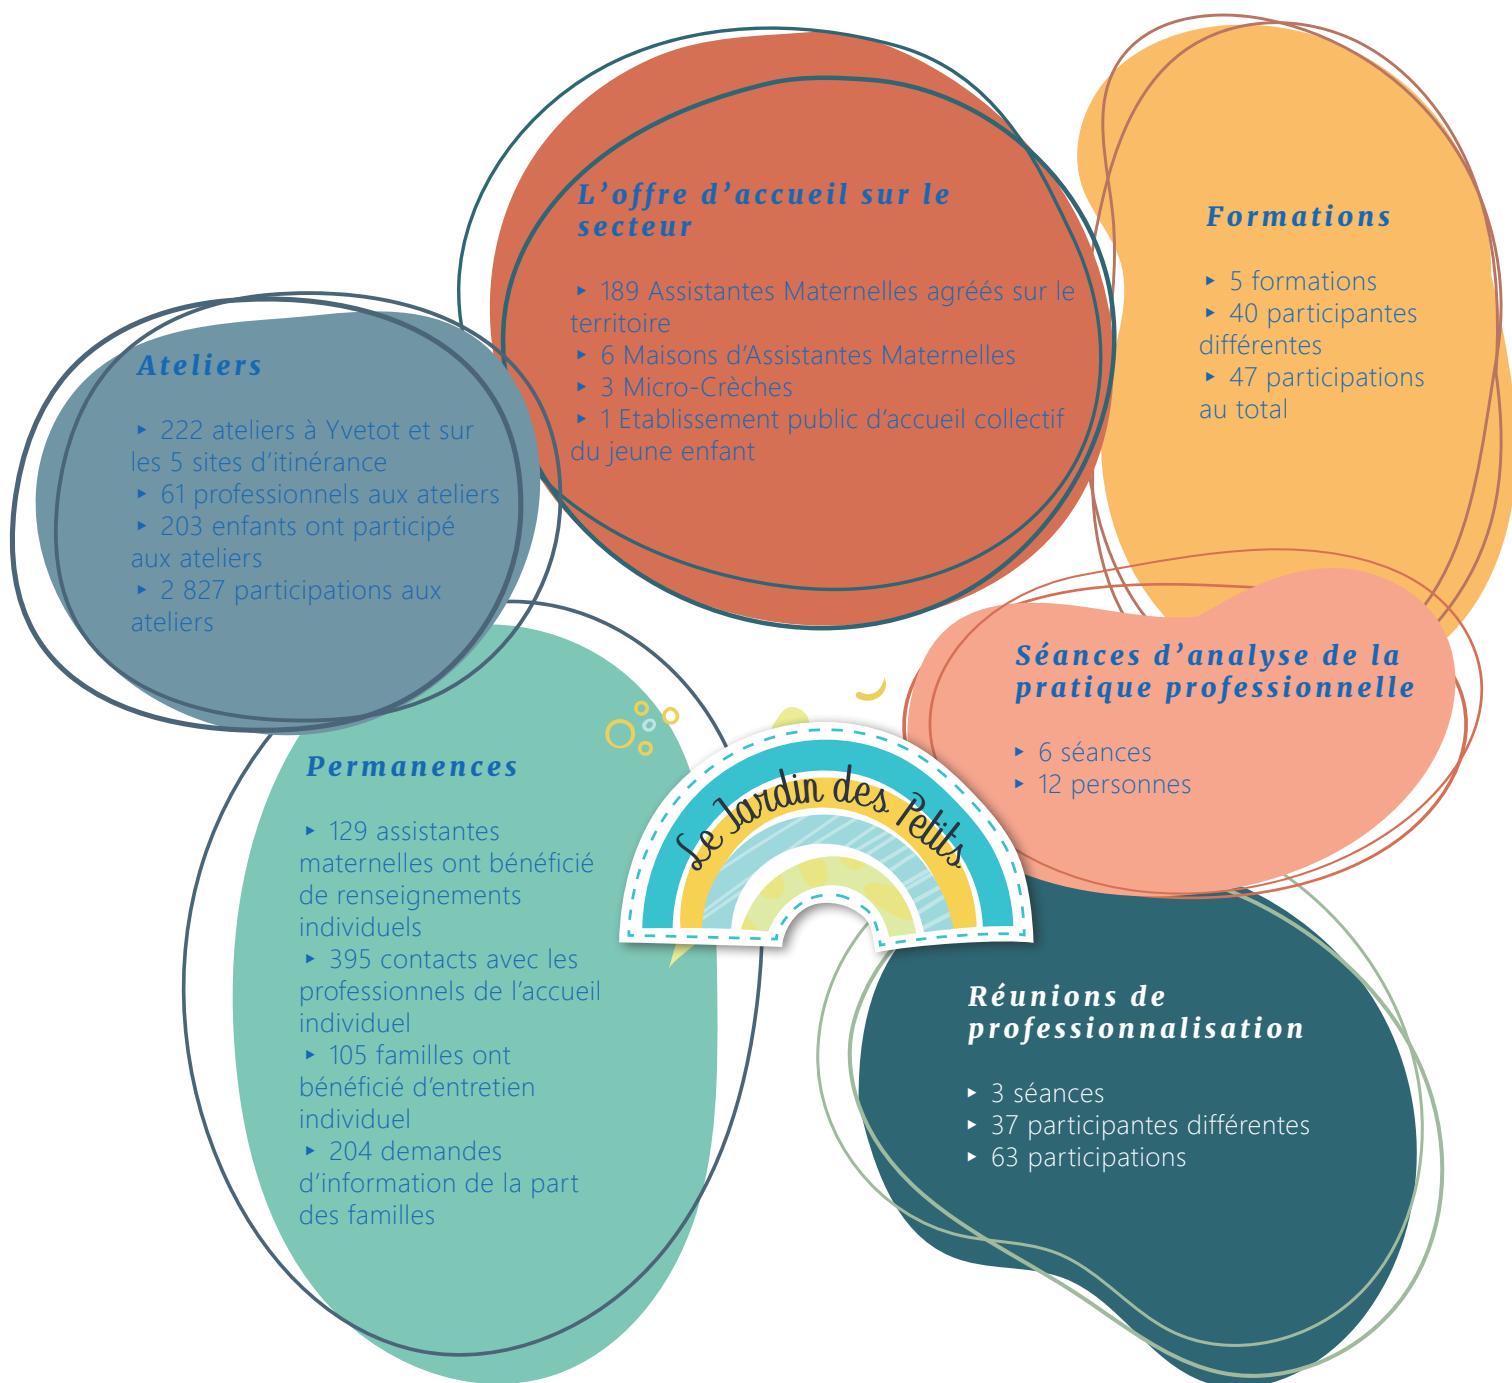 L'offre d'accueil sur le
secteur
▸ 189 Assistantes Maternelles agréés sur le
territoire
▸ 6 Maisons d'Assistantes Maternelles
▸ 3 Micro-Crèches
▸ 1 Etablissement public d'accueil collectif
du jeune enfant
Formations
▸ 5 formations
▸ 40 participantes
différentes
▸ 47 participations
au total
Ateliers
▸ 222 ateliers à Yvetot et sur
les 5 sites d'itinérance
▸ 61 professionnels aux ateliers
▸ 203 enfants ont participé
aux ateliers
▸ 2 827 participations aux
ateliers
Séances d'analyse de la
pratique professionnelle
▸ 6 séances
▸ 12 personnes
Permanences
▸ 129 assistantes
maternelles ont bénéficié
de renseignements
individuels
▸ 395 contacts avec les
professionnels de l'accueil
individuel
▸ 105 familles ont
bénéficié d'entretien
individuel
▸ 204 demandes
d'information de la part
des familles
Le Jardin des Petits
Réunions de
professionnalisation
▸ 3 séances
▸ 37 participantes différentes
▸ 63 participations